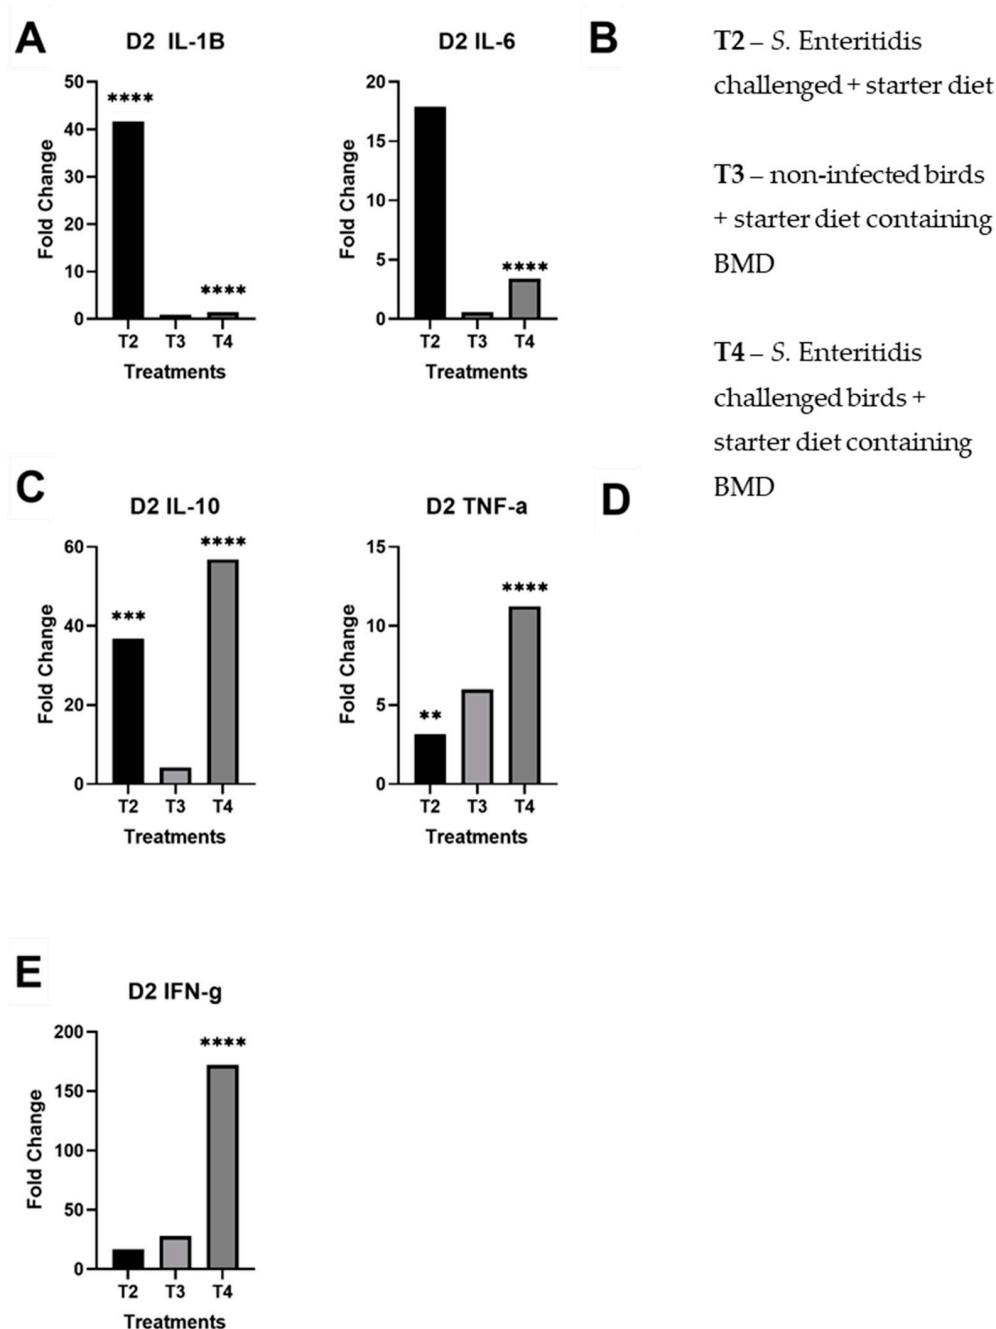 A
D2 IL-1B
50
40
30
20
10
0
Fold Change
****
****
T2 T3 T4
Treatments
D2 IL-6
B
20
15
10
5
0
Fold Change
****
T2 T3 T4
Treatments
T2 – S. Enteritidis
challenged + starter diet
T3 – non-infected birds
+ starter diet containing
BMD
T4 – S. Enteritidis
challenged birds +
starter diet containing
BMD
C
D2 IL-10
60
40
20
0
Fold Change
***
****
T2 T3 T4
Treatments
D2 TNF-a
D
15
10
5
0
Fold Change
**
****
T2 T3 T4
Treatments
E
D2 IFN-g
200
150
100
50
0
Fold Change
****
T2 T3 T4
Treatments